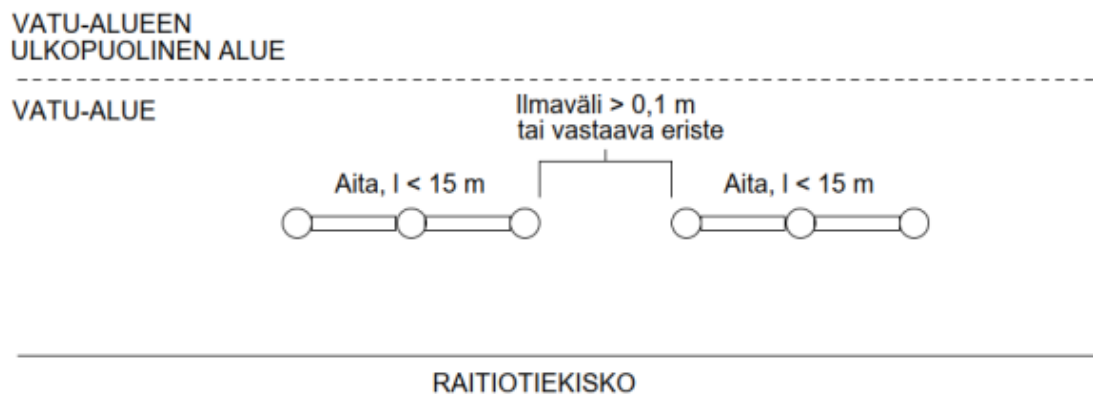 VATU-ALUEEN
ULKOPUOLINEN ALUE
VATU-ALUE
Ilmaväli > 0,1 m
tai vastaava eriste
Aita, l < 15 m
Aita, l < 15 m
RAITIOTIEKISKO